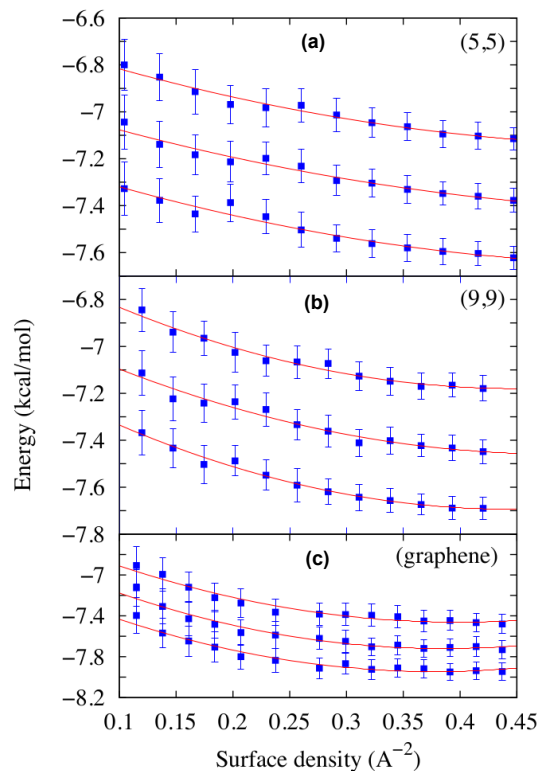 (a) (5,5)
−6.8
−7
−7.2
−7.4
−7.6
(b) (9,9)
−6.8
−7
−7.2
−7.4
−7.6
−7.8
(c) (graphene)
−7
−7.4
−7.8
−8.2
0.1 0.15 0.2 0.25 0.3 0.35 0.4 0.45
Energy (kcal/mol)
Surface density (A⁻²)